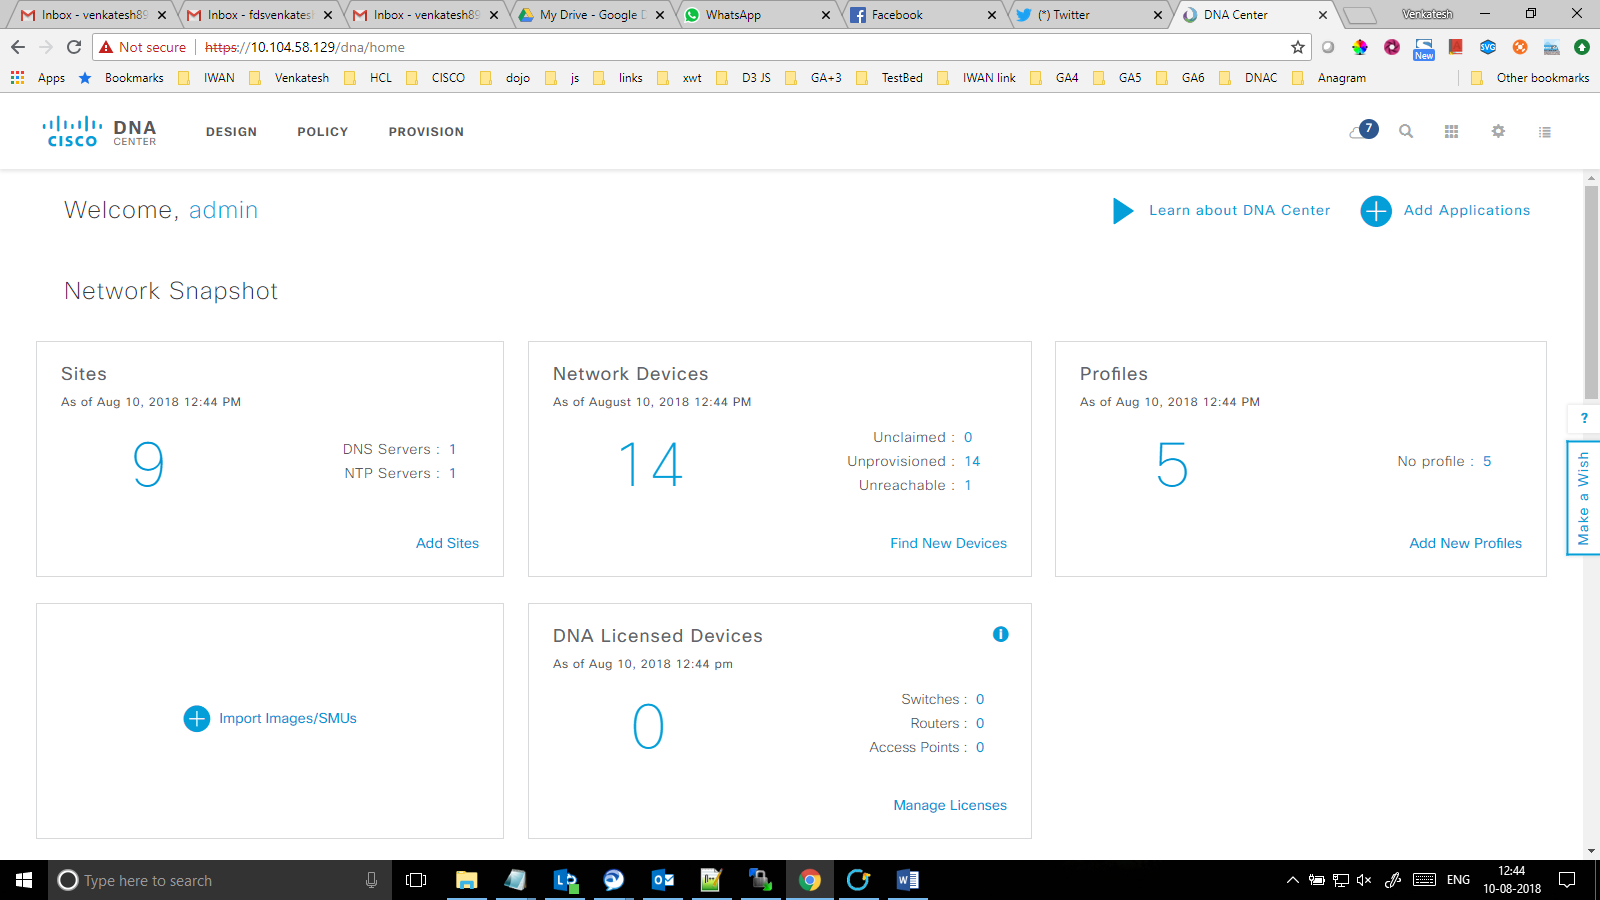 Inbox - venkatesh89
Inbox - fdsvenkates
Inbox - venkatesh89
My Drive - Google D
WhatsApp
Facebook
(*) Twitter
DNA Center
Venkatesh
Not secure
https://10.104.58.129/dna/home
New
SVG
Apps
Bookmarks
IWAN
Venkatesh
HCL
CISCO
dojo
js
links
xwt
D3 JS
GA+3
TestBed
IWAN link
GA4
GA5
GA6
DNAC
Anagram
Other bookmarks
CISCO
DNA
CENTER
DESIGN
POLICY
PROVISION
7
Welcome, admin
Learn about DNA Center
Add Applications
Network Snapshot
Sites
As of Aug 10, 2018 12:44 PM
9
DNS Servers : 1
NTP Servers : 1
Add Sites
Network Devices
As of August 10, 2018 12:44 PM
14
Unclaimed : 0
Unprovisioned : 14
Unreachable : 1
Find New Devices
Profiles
As of Aug 10, 2018 12:44 PM
5
No profile : 5
Add New Profiles
?
Make a Wish
Import Images/SMUs
DNA Licensed Devices
As of Aug 10, 2018 12:44 pm
0
Switches : 0
Routers : 0
Access Points : 0
Manage Licenses
Type here to search
ENG
12:44
10-08-2018